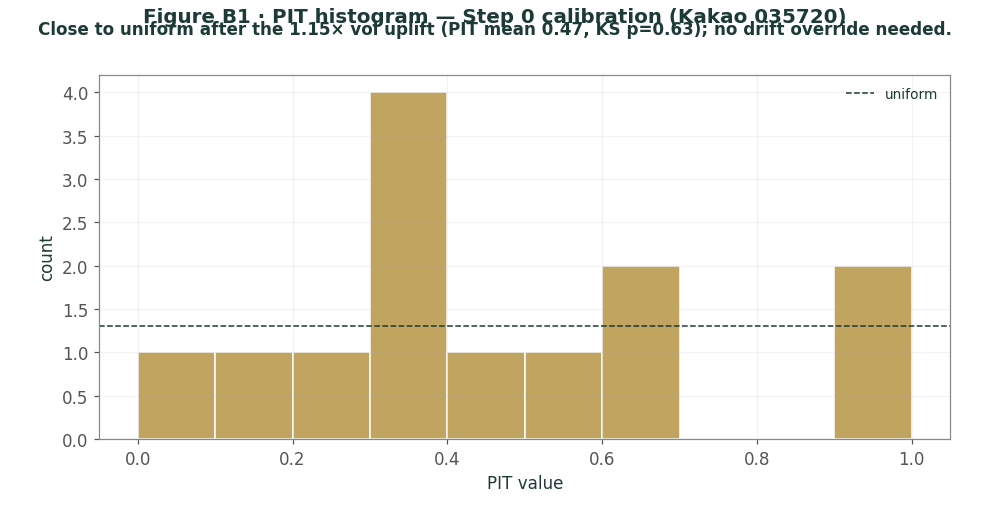 Figure B1 · PIT histogram — Step 0 calibration (Kakao 035720)
Close to uniform after the 1.15× vol uplift (PIT mean 0.47, KS p=0.63); no drift override needed.
4.0
3.5
3.0
2.5
2.0
1.5
1.0
0.5
0.0
count
uniform
0.0 0.2 0.4 0.6 0.8 1.0
PIT value